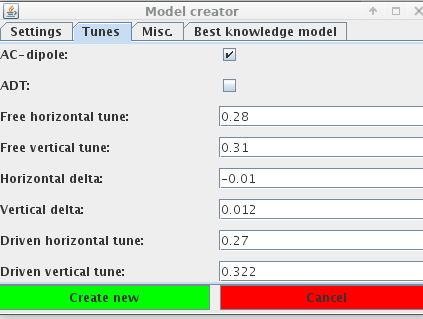 Model creator
Settings Tunes Misc. Best knowledge model
AC-dipole:
ADT:
Free horizontal tune: 0.28
Free vertical tune: 0.31
Horizontal delta: -0.01
Vertical delta: 0.012
Driven horizontal tune: 0.27
Driven vertical tune: 0.322
Create new Cancel